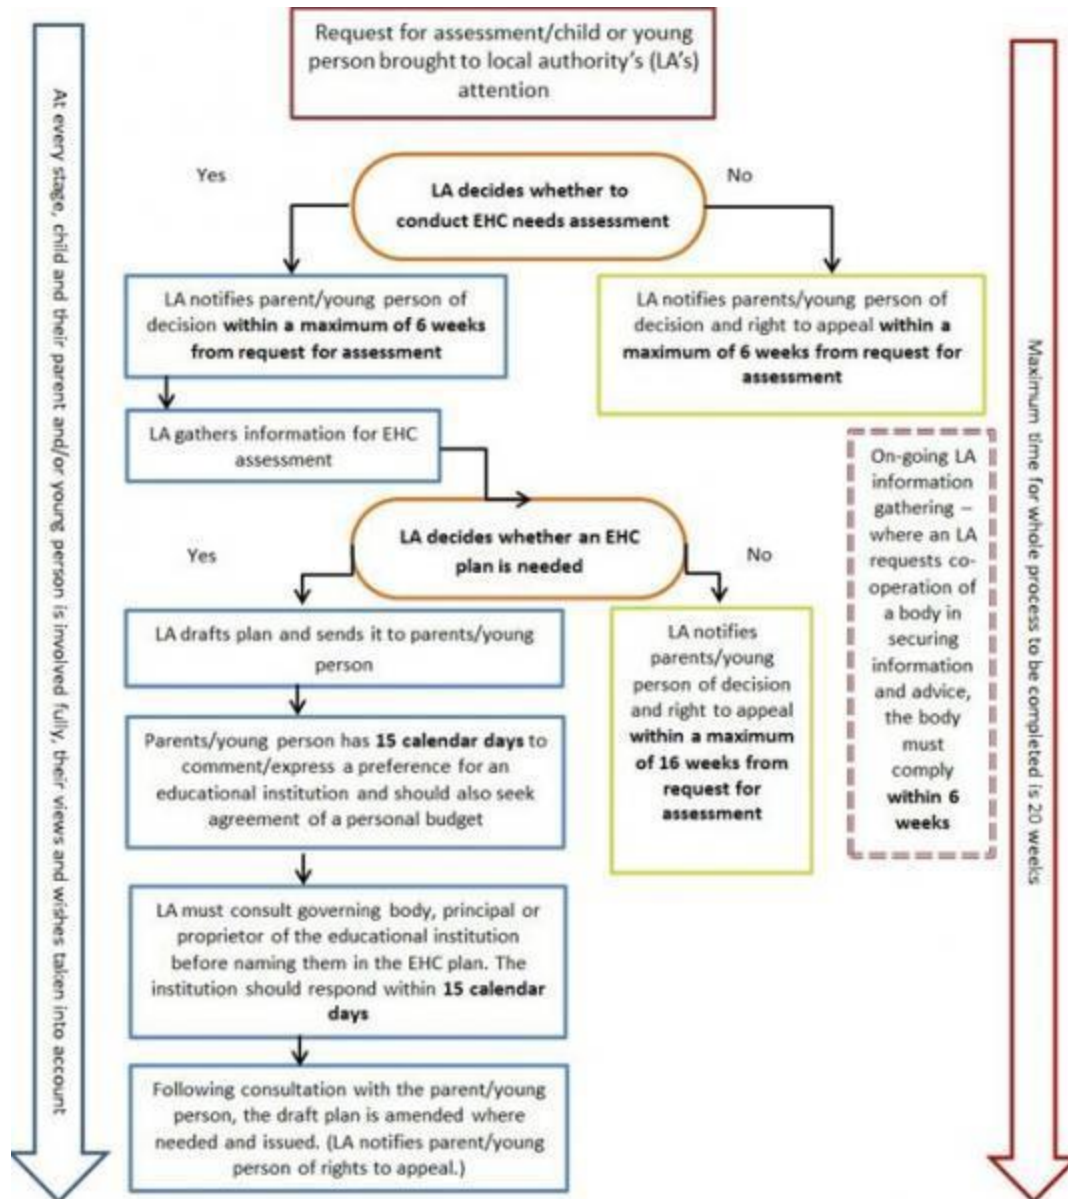 Request for assessment/child or young
person brought to local authority's (LA's)
attention
Yes
LA decides whether to
conduct EHC needs assessment
No
LA notifies parent/young person of
decision within a maximum of 6 weeks
from request for assessment
LA notifies parents/young person of
decision and right to appeal within a
maximum of 6 weeks from request for
assessment
LA gathers information for EHC
assessment
Yes
LA decides whether an EHC
plan is needed
No
LA drafts plan and sends it to parents/young
person
LA notifies
parents/young
person of decision
and right to appeal
within a maximum
of 16 weeks from
request for
assessment
On-going LA
information
gathering –
where an LA
requests co-
operation of
a body in
securing
information
and advice,
the body
must
comply
within 6
weeks
Parents/young person has 15 calendar days to
comment/express a preference for an
educational institution and should also seek
agreement of a personal budget
LA must consult governing body, principal or
proprietor of the educational institution
before naming them in the EHC plan. The
institution should respond within 15 calendar
days
Following consultation with the parent/young
person, the draft plan is amended where
needed and issued. (LA notifies parent/young
person of rights to appeal.)
At every stage, child and their parent and/or young person is involved fully, their views and wishes taken into account
Maximum time for whole process to be completed is 20 weeks